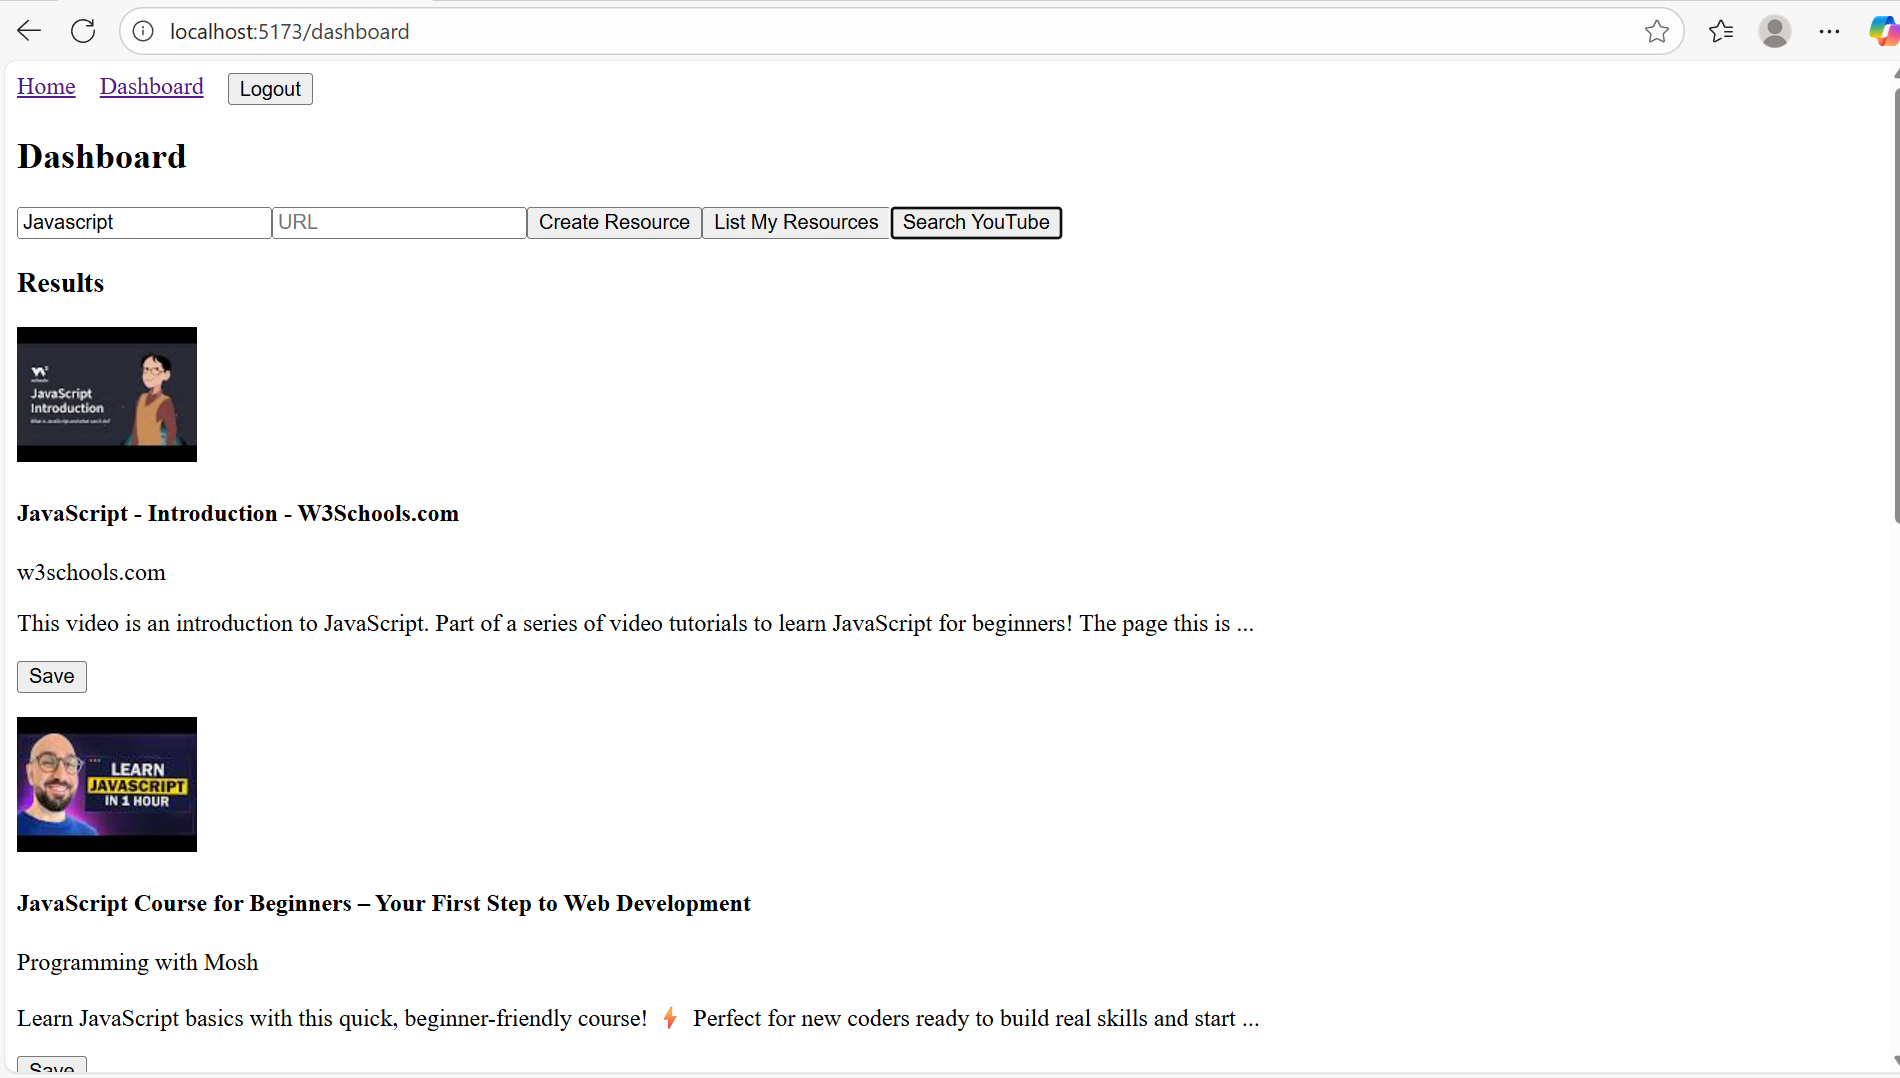 localhost:5173/dashboard
Home Dashboard Logout
Dashboard
Javascript URL Create Resource List My Resources Search YouTube
Results
JavaScript
Introduction
JavaScript - Introduction - W3Schools.com
w3schools.com
This video is an introduction to JavaScript. Part of a series of video tutorials to learn JavaScript for beginners! The page this is ...
Save
LEARN
JAVASCRIPT
IN 1 HOUR
JavaScript Course for Beginners – Your First Step to Web Development
Programming with Mosh
Learn JavaScript basics with this quick, beginner-friendly course! ⚡ Perfect for new coders ready to build real skills and start ...
Save